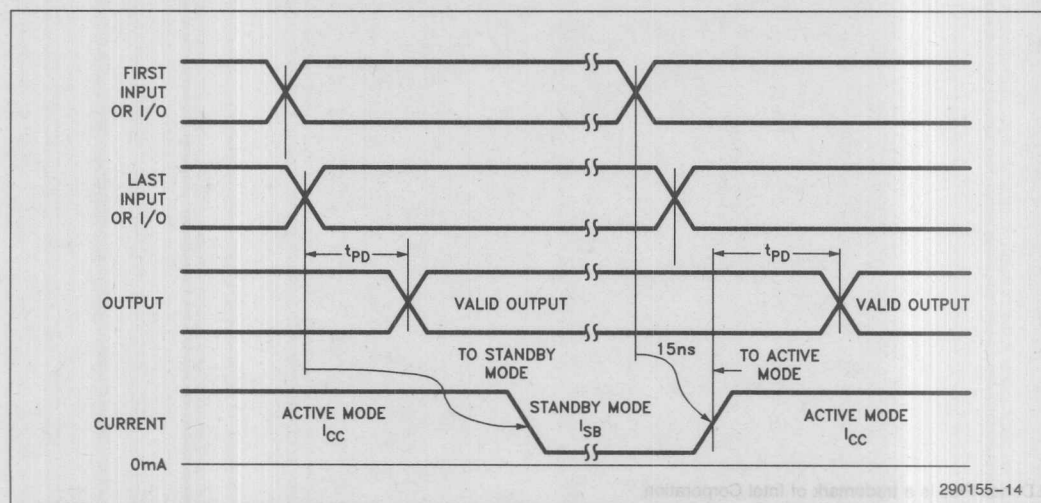 FIRST
INPUT
OR I/O
LAST
INPUT
OR I/O
tPD
tPD
OUTPUT
VALID OUTPUT
VALID OUTPUT
15ns
TO STANDBY
MODE
TO ACTIVE
MODE
CURRENT
ACTIVE MODE
ICC
STANDBY MODE
ISB
ACTIVE MODE
ICC
0mA
290155-14